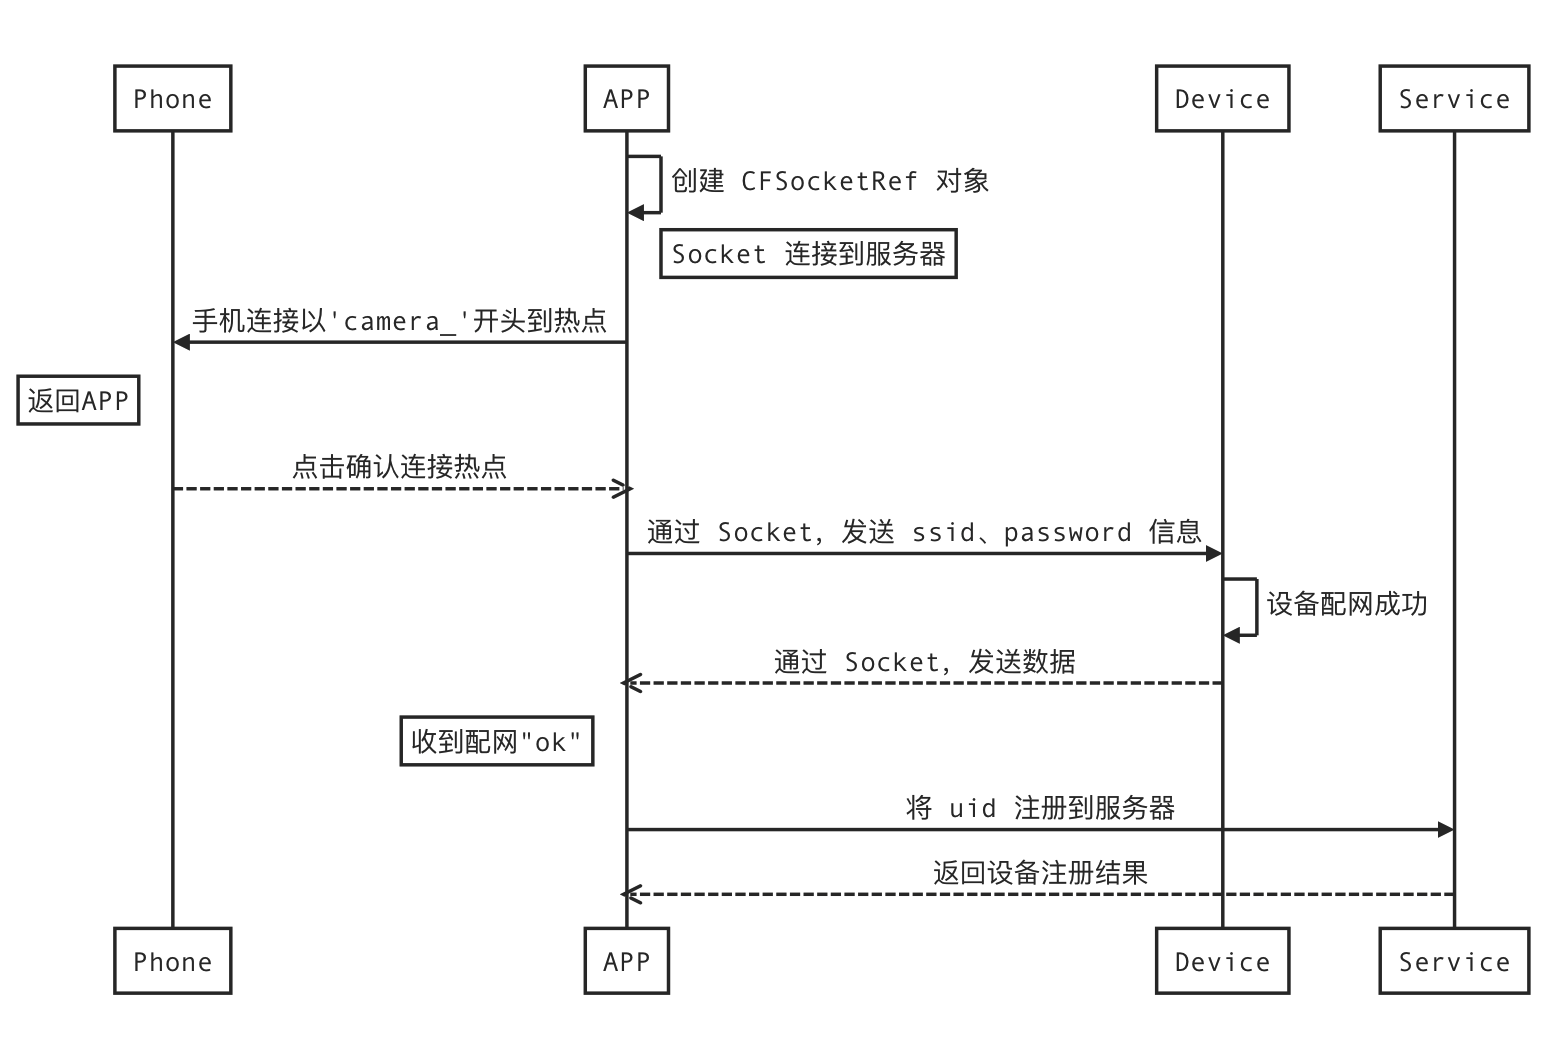 Phone
APP
Device
Service
创建 CFSocketRef 对象
Socket 连接到服务器
手机连接以'camera_'开头到热点
返回APP
点击确认连接热点
通过 Socket，发送 ssid、password 信息
设备配网成功
通过 Socket，发送数据
收到配网"ok"
将 uid 注册到服务器
返回设备注册结果
Phone
APP
Device
Service